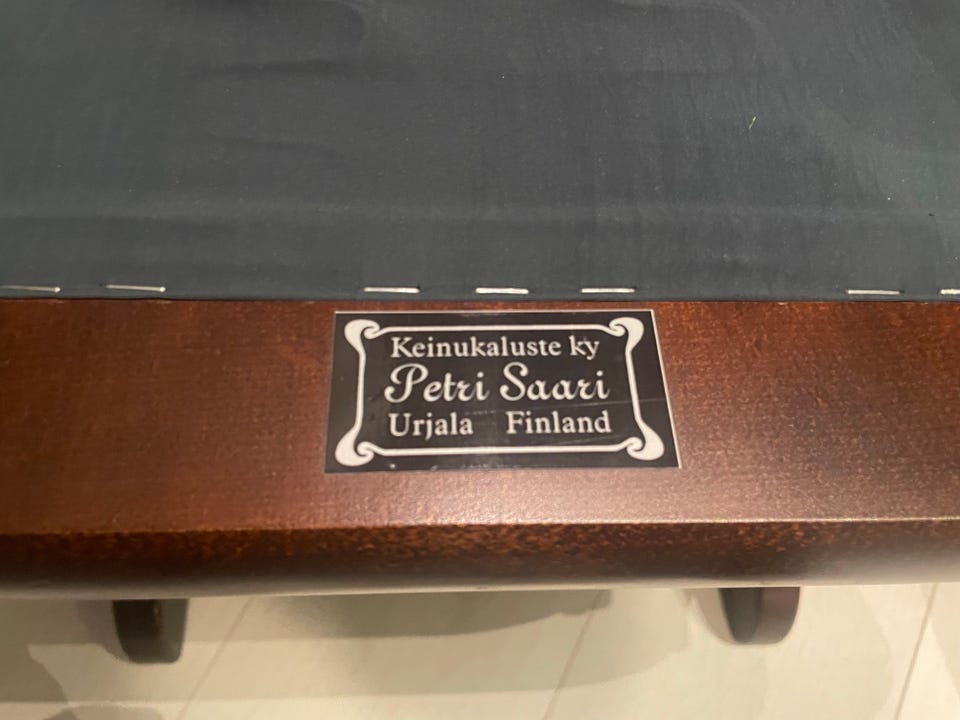 Keinukaluste ky
Petri Saari
Urjala Finland